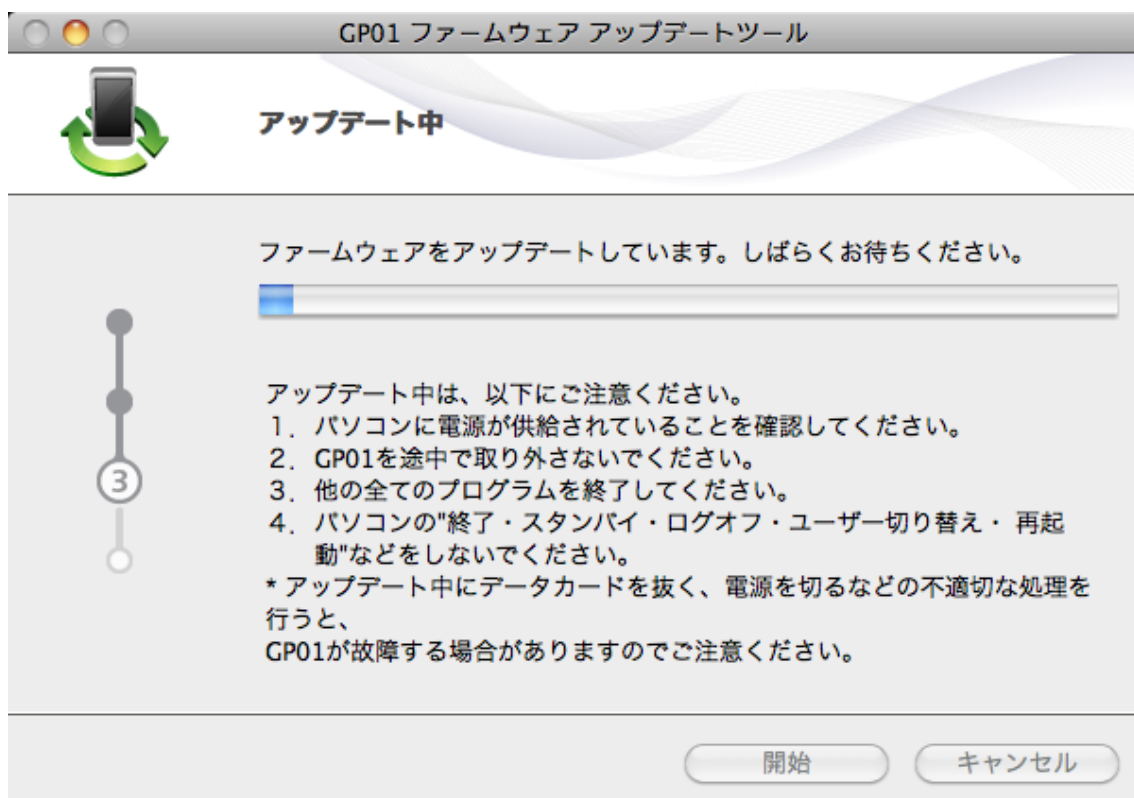 GP01 ファームウェア アップデートツール
アップデート中
ファームウェアをアップデートしています。しばらくお待ちください。
アップデート中は、以下にご注意ください。
１．パソコンに電源が供給されていることを確認してください。
２．GP01を途中で取り外さないでください。
３．他の全てのプログラムを終了してください。
４．パソコンの"終了・スタンバイ・ログオフ・ユーザー切り替え・ 再起
動"などをしないでください。
3
* アップデート中にデータカードを抜く、電源を切るなどの不適切な処理を
行うと、
GP01が故障する場合がありますのでご注意ください。
開始
キャンセル